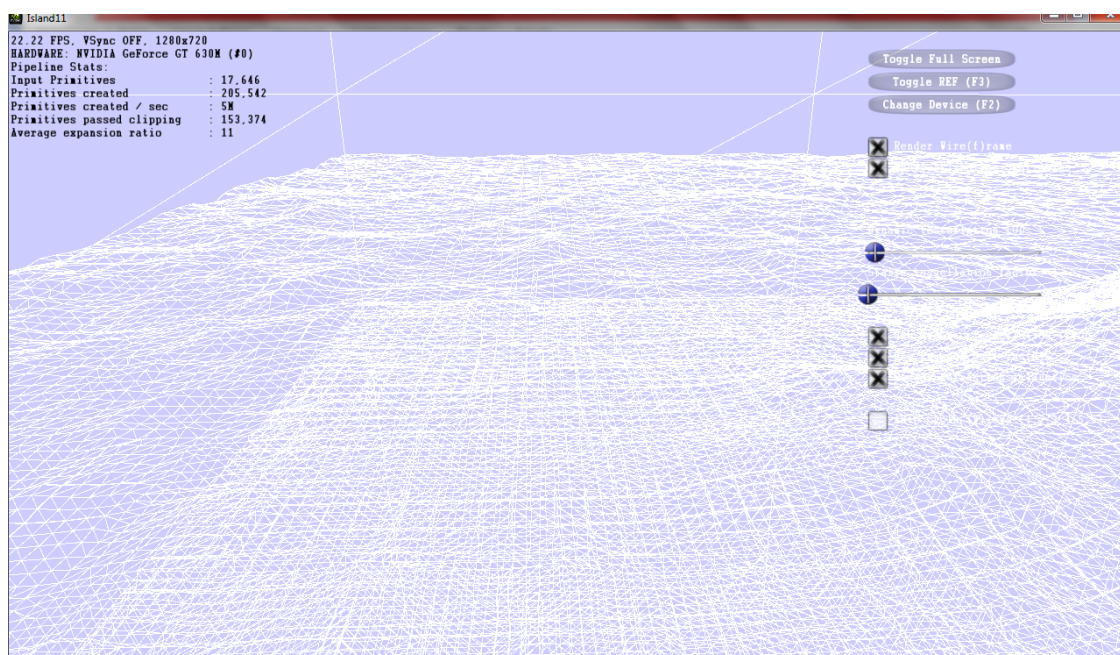 Island11
22.22 FPS, VSync OFF, 1280x720
HARDWARE: NVIDIA GeForce GT 630M (#0)
Pipeline Stats:
Input Primitives : 17,646
Primitives created : 205,542
Primitives created / sec : 5M
Primitives passed clipping : 153,374
Average expansion ratio : 11
Toggle Full Screen
Toggle REF (F3)
Change Device (F2)
Render Wire(f)rame